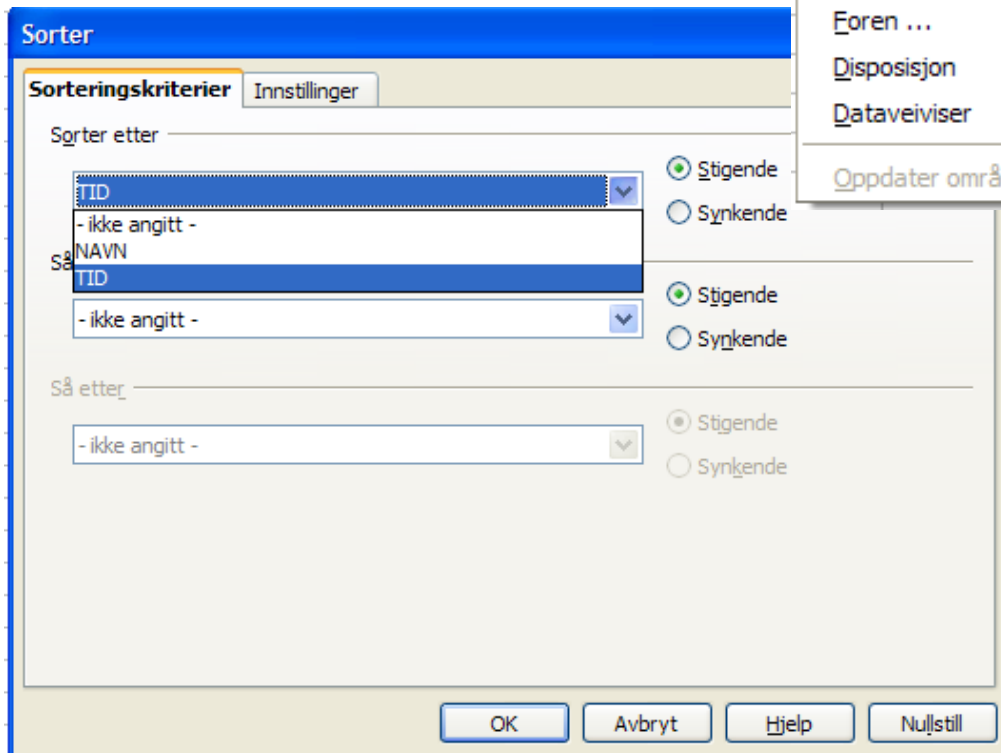 Sorter
Foren ...
Disposisjon
Dataveiviser
Oppdater områ
Sorteringskriterier
Innstillinger
Sorter etter
TID
Stigende
- ikke angitt -
Synkende
NAVN
Så
TID
Stigende
- ikke angitt -
Synkende
Så etter
Stigende
- ikke angitt -
Synkende
OK
Avbryt
Hjelp
Nullstill